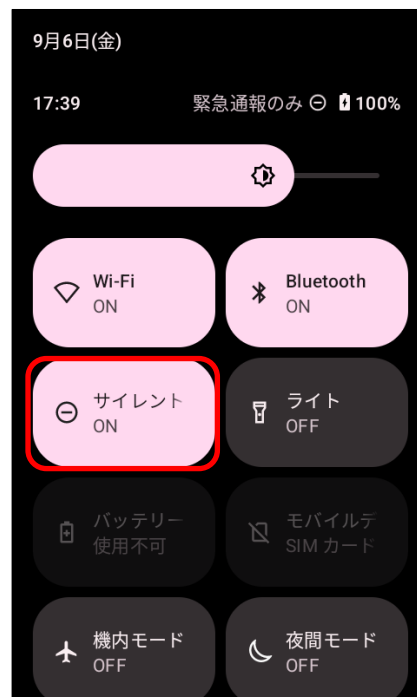 9月6日(金)
17:39 緊急通報のみ 100%
Wi-Fi
ON
Bluetooth
ON
サイレント
ON
ライト
OFF
バッテリー
使用不可
モバイルデ
SIM カード
機内モード
OFF
夜間モード
OFF